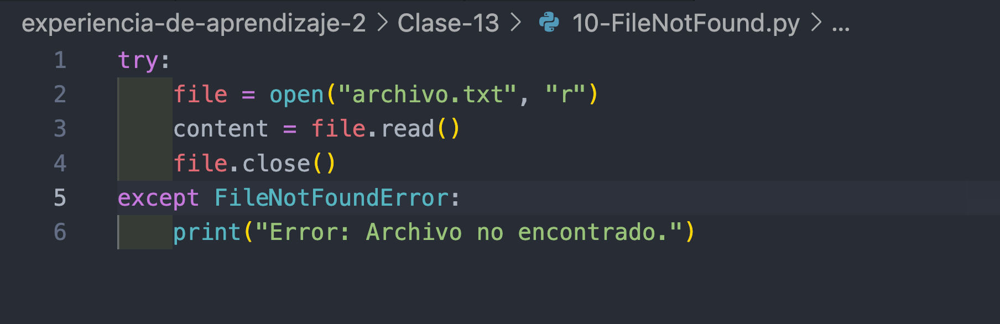 experiencia-de-aprendizaje-2 > Clase-13 > 10-FileNotFound.py > ...
1 try:
2     file = open("archivo.txt", "r")
3     content = file.read()
4     file.close()
5 except FileNotFoundError:
6     print("Error: Archivo no encontrado.")